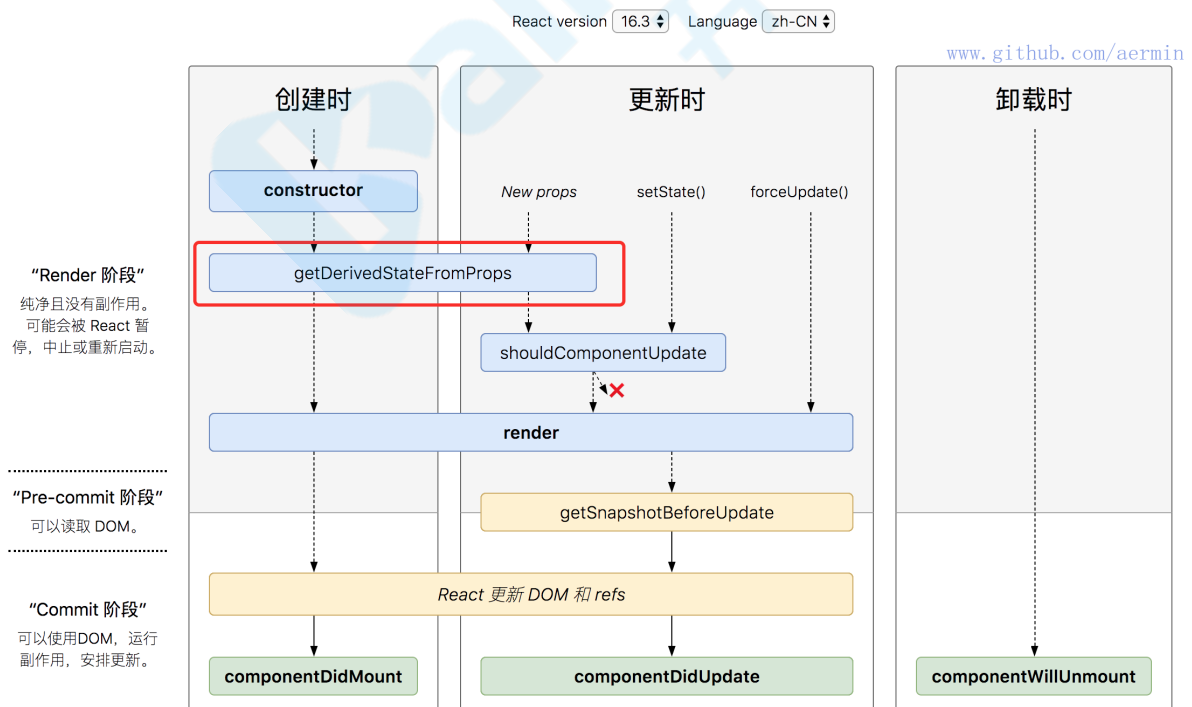 React version 16.3 Language zh-CN
www.github.com/aermin
创建时
更新时
卸载时
constructor
New props
setState()
forceUpdate()
“Render 阶段”
纯净且没有副作用。
可能会被 React 暂
停，中止或重新启动。
getDerivedStateFromProps
shouldComponentUpdate
render
“Pre-commit 阶段”
可以读取 DOM。
getSnapshotBeforeUpdate
React 更新 DOM 和 refs
“Commit 阶段”
可以使用DOM，运行
副作用，安排更新。
componentDidMount
componentDidUpdate
componentWillUnmount